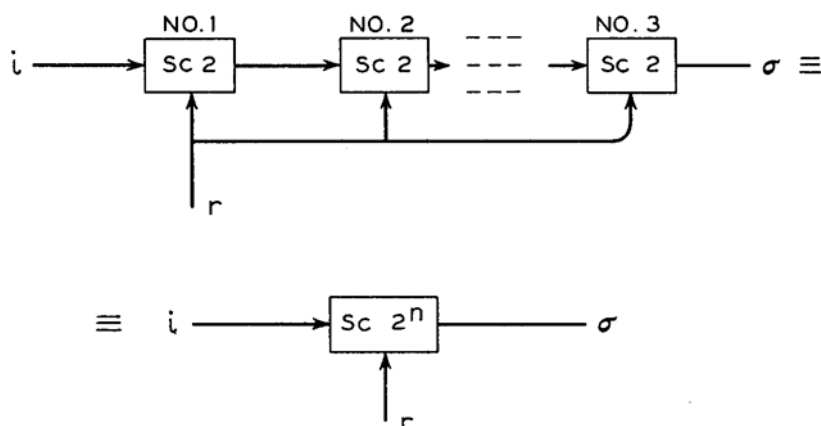 NO.1 NO.2 NO.3
i Sc 2 Sc 2 Sc 2 σ ≡
r
≡ i Sc 2ⁿ σ
r